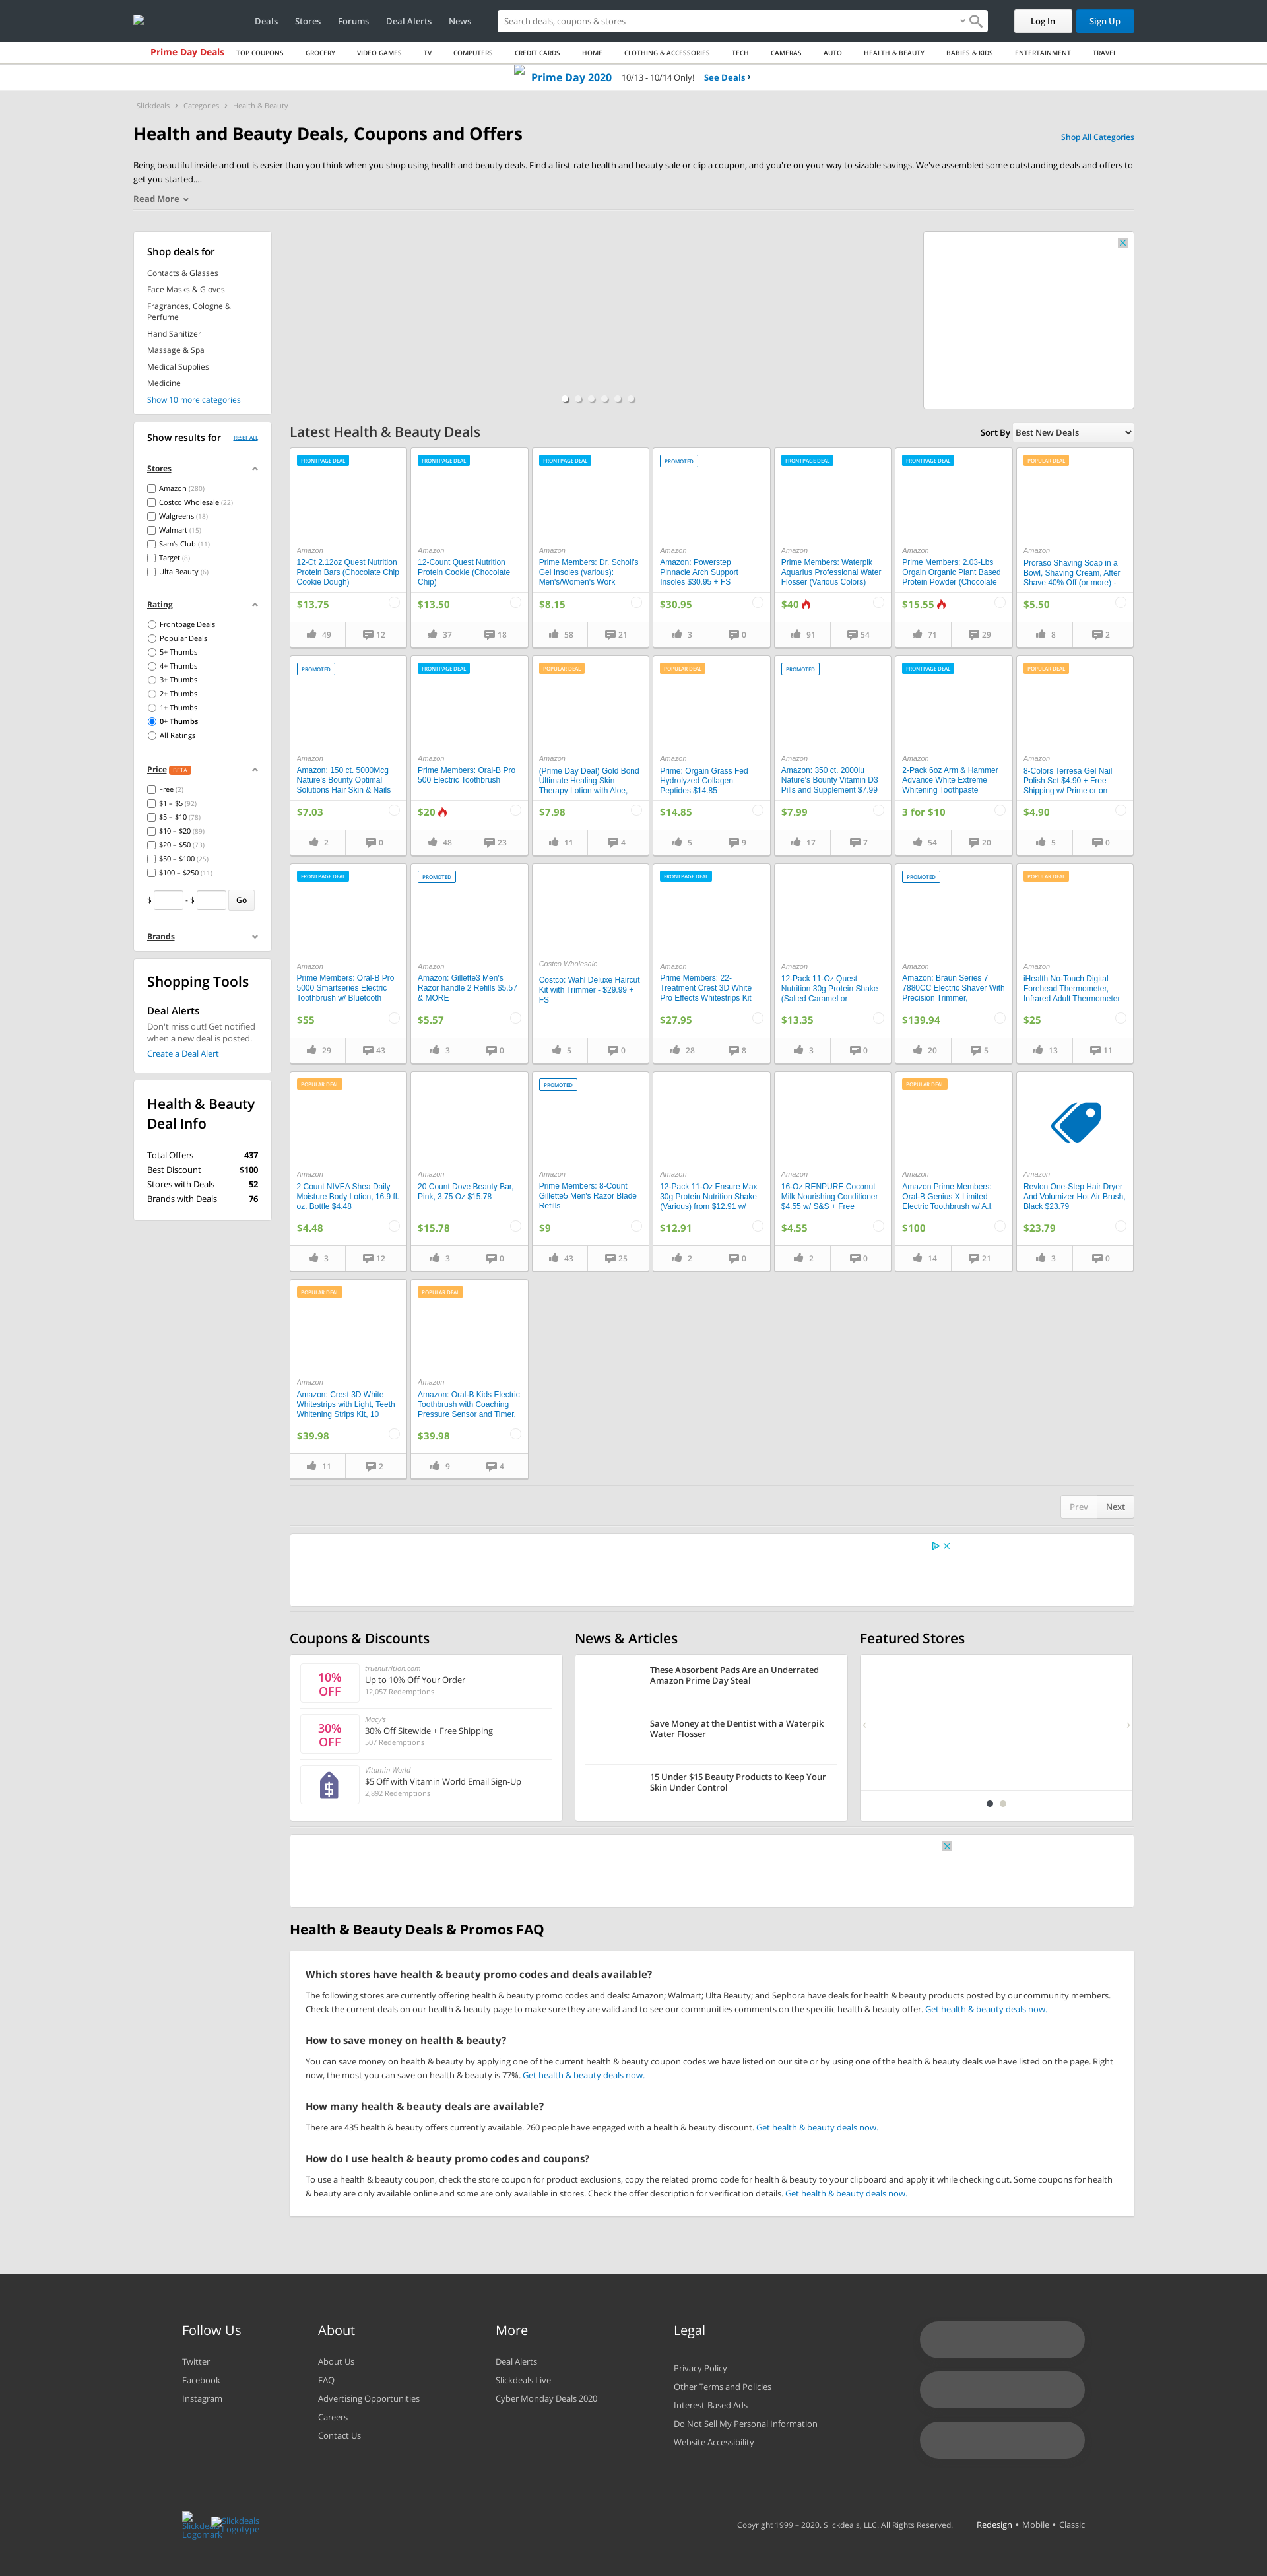 Deals Stores Forums Deal Alerts News
Search deals, coupons & stores
Log In
Sign Up
Prime Day Deals TOP COUPONS GROCERY VIDEO GAMES TV COMPUTERS CREDIT CARDS HOME CLOTHING & ACCESSORIES TECH CAMERAS AUTO HEALTH & BEAUTY BABIES & KIDS ENTERTAINMENT TRAVEL
Prime Day 2020 10/13 - 10/14 Only! See Deals
Slickdeals Categories Health & Beauty
Health and Beauty Deals, Coupons and Offers
Shop All Categories
Being beautiful inside and out is easier than you think when you shop using health and beauty deals. Find a first-rate health and beauty sale or clip a coupon, and you're on your way to sizable savings. We've assembled some outstanding deals and offers to
get you started....
Read More
Shop deals for
Contacts & Glasses
Face Masks & Gloves
Fragrances, Cologne &
Perfume
Hand Sanitizer
Massage & Spa
Medical Supplies
Medicine
Show 10 more categories
Show results for RESET ALL
Stores
Amazon (280)
Costco Wholesale (22)
Walgreens (18)
Walmart (15)
Sam's Club (11)
Target (8)
Ulta Beauty (6)
Rating
Frontpage Deals
Popular Deals
5+ Thumbs
4+ Thumbs
3+ Thumbs
2+ Thumbs
1+ Thumbs
0+ Thumbs
All Ratings
Price BETA
Free (2)
$1 – $5 (92)
$5 – $10 (78)
$10 – $20 (89)
$20 – $50 (73)
$50 – $100 (25)
$100 – $250 (11)
$ - $ Go
Brands
Shopping Tools
Deal Alerts
Don't miss out! Get notified
when a new deal is posted.
Create a Deal Alert
Health & Beauty
Deal Info
Total Offers 437
Best Discount $100
Stores with Deals 52
Brands with Deals 76
Latest Health & Beauty Deals
Sort By Best New Deals
FRONTPAGE DEAL
Amazon
12-Ct 2.12oz Quest Nutrition
Protein Bars (Chocolate Chip
Cookie Dough)
$13.75
49 12
FRONTPAGE DEAL
Amazon
12-Count Quest Nutrition
Protein Cookie (Chocolate
Chip)
$13.50
37 18
FRONTPAGE DEAL
Amazon
Prime Members: Dr. Scholl's
Gel Insoles (various):
Men's/Women's Work
$8.15
58 21
PROMOTED
Amazon
Amazon: Powerstep
Pinnacle Arch Support
Insoles $30.95 + FS
$30.95
3 0
FRONTPAGE DEAL
Amazon
Prime Members: Waterpik
Aquarius Professional Water
Flosser (Various Colors)
$40
91 54
FRONTPAGE DEAL
Amazon
Prime Members: 2.03-Lbs
Orgain Organic Plant Based
Protein Powder (Chocolate
$15.55
71 29
POPULAR DEAL
Amazon
Proraso Shaving Soap in a
Bowl, Shaving Cream, After
Shave 40% Off (or more) -
$5.50
8 2
PROMOTED
Amazon
Amazon: 150 ct. 5000Mcg
Nature's Bounty Optimal
Solutions Hair Skin & Nails
$7.03
2 0
FRONTPAGE DEAL
Amazon
Prime Members: Oral-B Pro
500 Electric Toothbrush
$20
48 23
POPULAR DEAL
Amazon
(Prime Day Deal) Gold Bond
Ultimate Healing Skin
Therapy Lotion with Aloe,
$7.98
11 4
POPULAR DEAL
Amazon
Prime: Orgain Grass Fed
Hydrolyzed Collagen
Peptides $14.85
$14.85
5 9
PROMOTED
Amazon
Amazon: 350 ct. 2000iu
Nature's Bounty Vitamin D3
Pills and Supplement $7.99
$7.99
17 7
FRONTPAGE DEAL
Amazon
2-Pack 6oz Arm & Hammer
Advance White Extreme
Whitening Toothpaste
3 for $10
54 20
POPULAR DEAL
Amazon
8-Colors Terresa Gel Nail
Polish Set $4.90 + Free
Shipping w/ Prime or on
$4.90
5 0
FRONTPAGE DEAL
Amazon
Prime Members: Oral-B Pro
5000 Smartseries Electric
Toothbrush w/ Bluetooth
$55
29 43
PROMOTED
Amazon
Amazon: Gillette3 Men's
Razor handle 2 Refills $5.57
& MORE
$5.57
3 0
Costco Wholesale
Costco: Wahl Deluxe Haircut
Kit with Trimmer - $29.99 +
FS
5 0
FRONTPAGE DEAL
Amazon
Prime Members: 22-
Treatment Crest 3D White
Pro Effects Whitestrips Kit
$27.95
28 8
Amazon
12-Pack 11-Oz Quest
Nutrition 30g Protein Shake
(Salted Caramel or
$13.35
3 0
PROMOTED
Amazon
Amazon: Braun Series 7
7880CC Electric Shaver With
Precision Trimmer,
$139.94
20 5
POPULAR DEAL
Amazon
iHealth No-Touch Digital
Forehead Thermometer,
Infrared Adult Thermometer
$25
13 11
POPULAR DEAL
Amazon
2 Count NIVEA Shea Daily
Moisture Body Lotion, 16.9 fl.
oz. Bottle $4.48
$4.48
3 12
Amazon
20 Count Dove Beauty Bar,
Pink, 3.75 Oz $15.78
$15.78
3 0
PROMOTED
Amazon
Prime Members: 8-Count
Gillette5 Men's Razor Blade
Refills
$9
43 25
Amazon
12-Pack 11-Oz Ensure Max
30g Protein Nutrition Shake
(Various) from $12.91 w/
$12.91
2 0
Amazon
16-Oz RENPURE Coconut
Milk Nourishing Conditioner
$4.55 w/ S&S + Free
$4.55
2 0
POPULAR DEAL
Amazon
Amazon Prime Members:
Oral-B Genius X Limited
Electric Toothbrush w/ A.I.
$100
14 21
Amazon
Revlon One-Step Hair Dryer
And Volumizer Hot Air Brush,
Black $23.79
$23.79
3 0
POPULAR DEAL
Amazon
Amazon: Crest 3D White
Whitestrips with Light, Teeth
Whitening Strips Kit, 10
$39.98
11 2
POPULAR DEAL
Amazon
Amazon: Oral-B Kids Electric
Toothbrush with Coaching
Pressure Sensor and Timer,
$39.98
9 4
Prev Next
Coupons & Discounts
10%
OFF
truenutrition.com
Up to 10% Off Your Order
12,057 Redemptions
30%
OFF
Macy's
30% Off Sitewide + Free Shipping
507 Redemptions
Vitamin World
$5 Off with Vitamin World Email Sign-Up
2,892 Redemptions
News & Articles
These Absorbent Pads Are an Underrated
Amazon Prime Day Steal
Save Money at the Dentist with a Waterpik
Water Flosser
15 Under $15 Beauty Products to Keep Your
Skin Under Control
Featured Stores
Health & Beauty Deals & Promos FAQ
Which stores have health & beauty promo codes and deals available?
The following stores are currently offering health & beauty promo codes and deals: Amazon; Walmart; Ulta Beauty; and Sephora have deals for health & beauty products posted by our community members.
Check the current deals on our health & beauty page to make sure they are valid and to see our communities comments on the specific health & beauty offer. Get health & beauty deals now.
How to save money on health & beauty?
You can save money on health & beauty by applying one of the current health & beauty coupon codes we have listed on our site or by using one of the health & beauty deals we have listed on the page. Right
now, the most you can save on health & beauty is 77%. Get health & beauty deals now.
How many health & beauty deals are available?
There are 435 health & beauty offers currently available. 260 people have engaged with a health & beauty discount. Get health & beauty deals now.
How do I use health & beauty promo codes and coupons?
To use a health & beauty coupon, check the store coupon for product exclusions, copy the related promo code for health & beauty to your clipboard and apply it while checking out. Some coupons for health
& beauty are only available online and some are only available in stores. Check the offer description for verification details. Get health & beauty deals now.
Follow Us
Twitter
Facebook
Instagram
About
About Us
FAQ
Advertising Opportunities
Careers
Contact Us
More
Deal Alerts
Slickdeals Live
Cyber Monday Deals 2020
Legal
Privacy Policy
Other Terms and Policies
Interest-Based Ads
Do Not Sell My Personal Information
Website Accessibility
Slickdeals
Logomark
Slickdeals
Logotype
Copyright 1999 – 2020. Slickdeals, LLC. All Rights Reserved. Redesign • Mobile • Classic